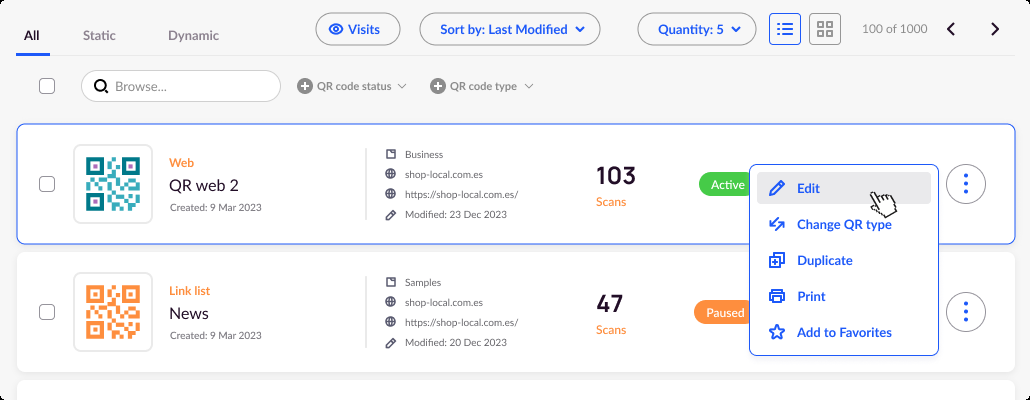 All
Static
Dynamic
Visits
Sort by: Last Modified
Quantity: 5
100 of 1000
Browse...
QR code status
QR code type
Web
QR web 2
Created: 9 Mar 2023
Business
shop-local.com.es
https://shop-local.com.es/
Modified: 23 Dec 2023
103
Scans
Active
Edit
Change QR type
Duplicate
Print
Add to Favorites
Link list
News
Created: 9 Mar 2023
Samples
shop-local.com.es
https://shop-local.com.es/
Modified: 20 Dec 2023
47
Scans
Paused